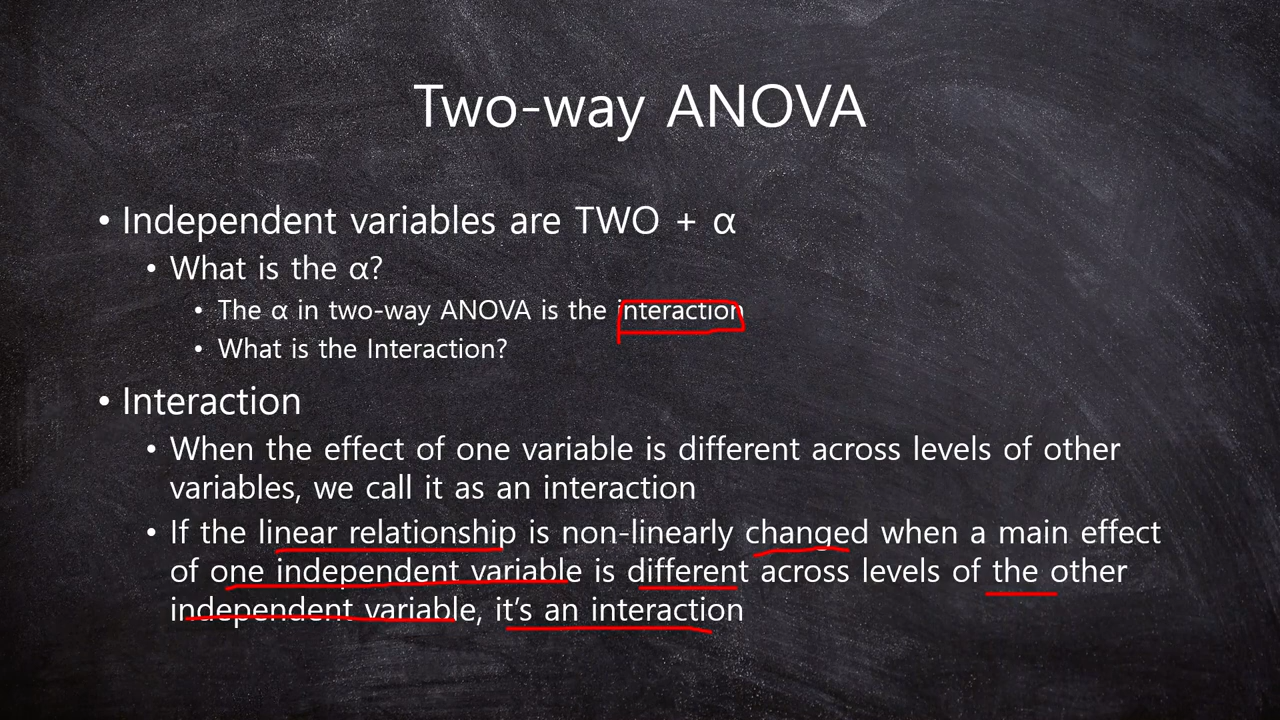 Two-way ANOVA
• Independent variables are TWO + α
• What is the α?
• The α in two-way ANOVA is the interaction
• What is the Interaction?
• Interaction
• When the effect of one variable is different across levels of other
variables, we call it as an interaction
• If the linear relationship is non-linearly changed when a main effect
of one independent variable is different across levels of the other
independent variable, it's an interaction